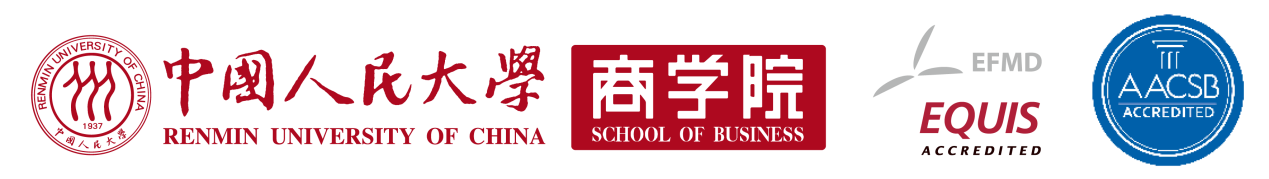 RENMIN UNIVERSITY OF CHINA
1937
中国人民大学
中國人民大學
RENMIN UNIVERSITY OF CHINA
商学院
SCHOOL OF BUSINESS
EFMD
EQUIS
ACCREDITED
AACSB
ACCREDITED